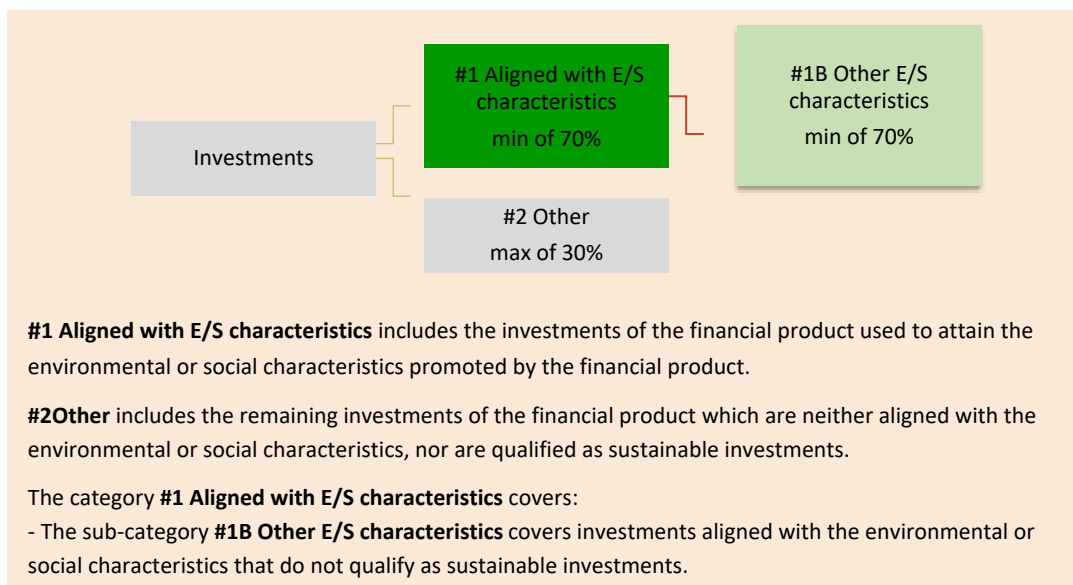 Investments
#1 Aligned with E/S
characteristics
min of 70%
#1B Other E/S
characteristics
min of 70%
#2 Other
max of 30%
#1 Aligned with E/S characteristics includes the investments of the financial product used to attain the
environmental or social characteristics promoted by the financial product.
#2Other includes the remaining investments of the financial product which are neither aligned with the
environmental or social characteristics, nor are qualified as sustainable investments.
The category #1 Aligned with E/S characteristics covers:
- The sub-category #1B Other E/S characteristics covers investments aligned with the environmental or
social characteristics that do not qualify as sustainable investments.